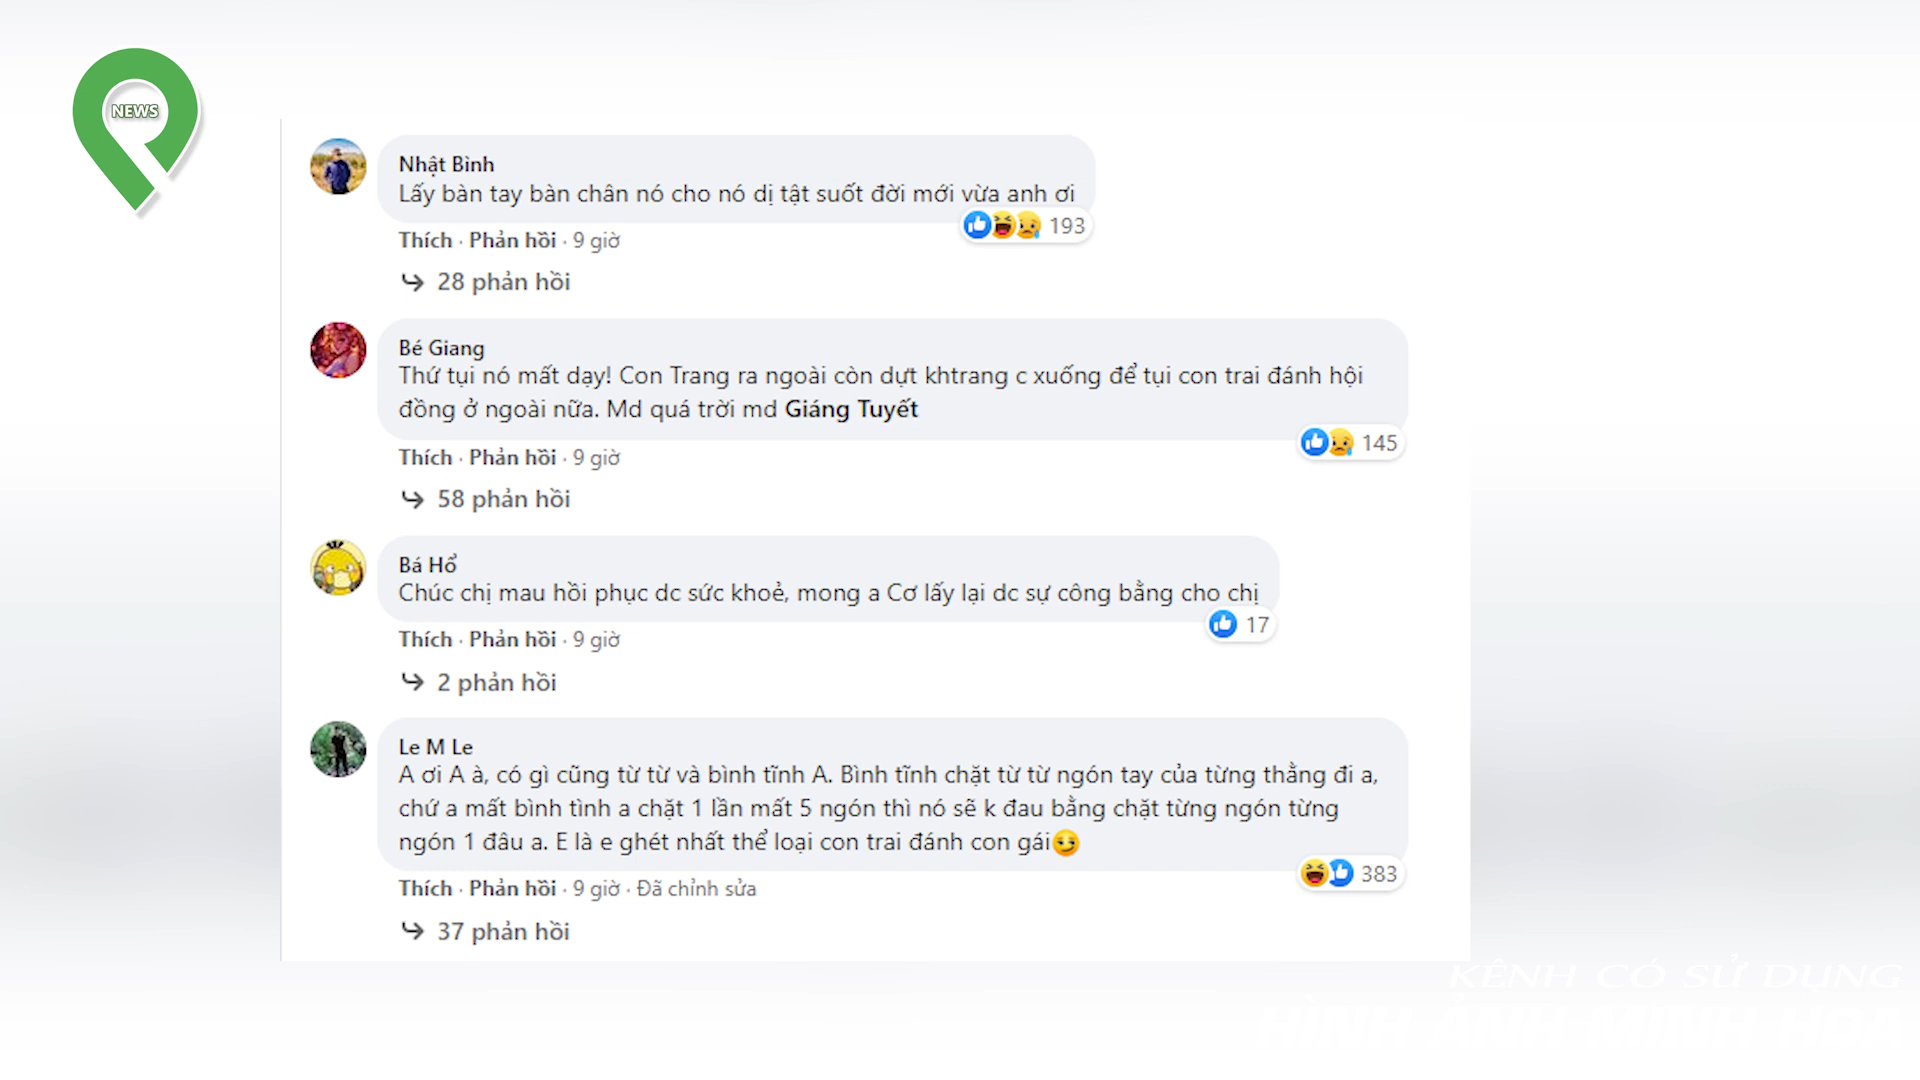 NEWS
Nhật Bình
Lấy bàn tay bàn chân nó cho nó dị tật suốt đời mới vừa anh ơi
193
Thích · Phản hồi · 9 giờ
28 phản hồi
Bé Giang
Thứ tụi nó mất dạy! Con Trang ra ngoài còn dựt khtrang c xuống để tụi con trai đánh hội
đồng ở ngoài nữa. Md quá trời md Giáng Tuyết
145
Thích · Phản hồi · 9 giờ
58 phản hồi
Bá Hổ
Chúc chị mau hồi phục dc sức khoẻ, mong a Cơ lấy lại dc sự công bằng cho chị
17
Thích · Phản hồi · 9 giờ
2 phản hồi
Le M Le
A ơi A à, có gì cũng từ từ và bình tĩnh A. Bình tĩnh chặt từ từ ngón tay của từng thằng đi a,
chứ a mất bình tình a chặt 1 lần mất 5 ngón thì nó sẽ k đau bằng chặt từng ngón từng
ngón 1 đâu a. E là e ghét nhất thể loại con trai đánh con gái😏
383
Thích · Phản hồi · 9 giờ · Đã chỉnh sửa
37 phản hồi
KÊNH CÓ SỬ DỤNG
HÌNH ẢNH MINH HỌA